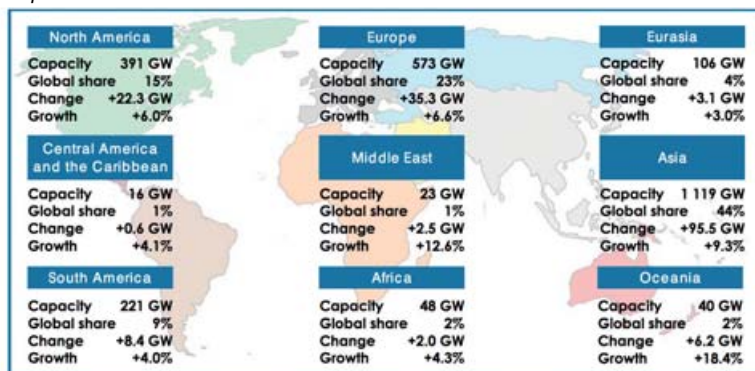 North America
Capacity 391 GW
Global share 15%
Change +22.3 GW
Growth +6.0%
Europe
Capacity 573 GW
Global share 23%
Change +35.3 GW
Growth +6.6%
Eurasia
Capacity 106 GW
Global share 4%
Change +3.1 GW
Growth +3.0%
Central America
and the Caribbean
Capacity 16 GW
Global share 1%
Change +0.6 GW
Growth +4.1%
Middle East
Capacity 23 GW
Global share 1%
Change +2.5 GW
Growth +12.6%
Asia
Capacity 1 119 GW
Global share 44%
Change +95.5 GW
Growth +9.3%
South America
Capacity 221 GW
Global share 9%
Change +8.4 GW
Growth +4.0%
Africa
Capacity 48 GW
Global share 2%
Change +2.0 GW
Growth +4.3%
Oceania
Capacity 40 GW
Global share 2%
Change +6.2 GW
Growth +18.4%